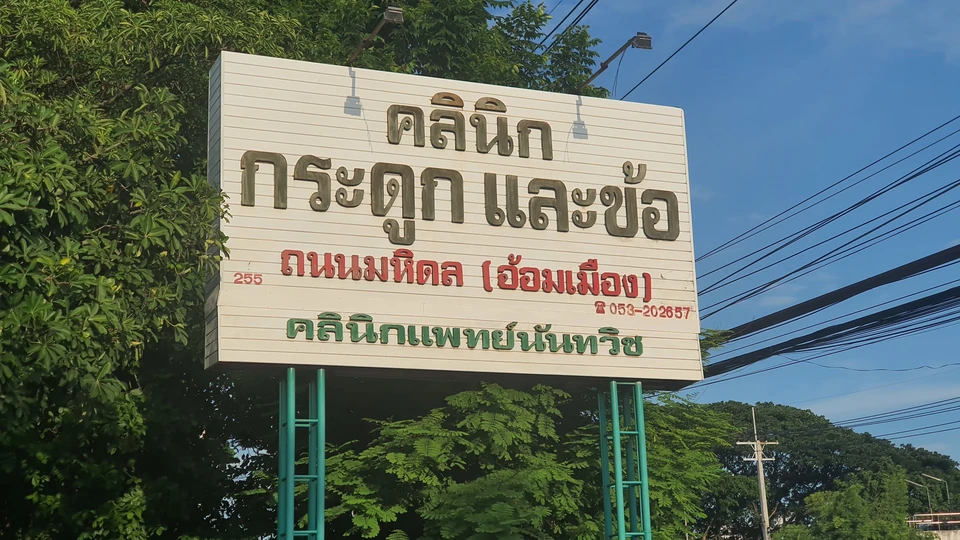 คลินิก
กระดูก และข้อ
255 ถนนมหิดล (อ้อมเมือง)
☎053-202657
คลินิกแพทย์นันทวิช